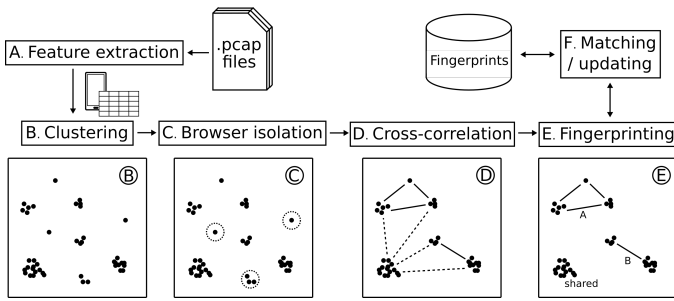 A. Feature extraction
.pcap
files
Fingerprints
F. Matching
/ updating
B. Clustering
C. Browser isolation
D. Cross-correlation
E. Fingerprinting
B
C
D
E
A
B
shared